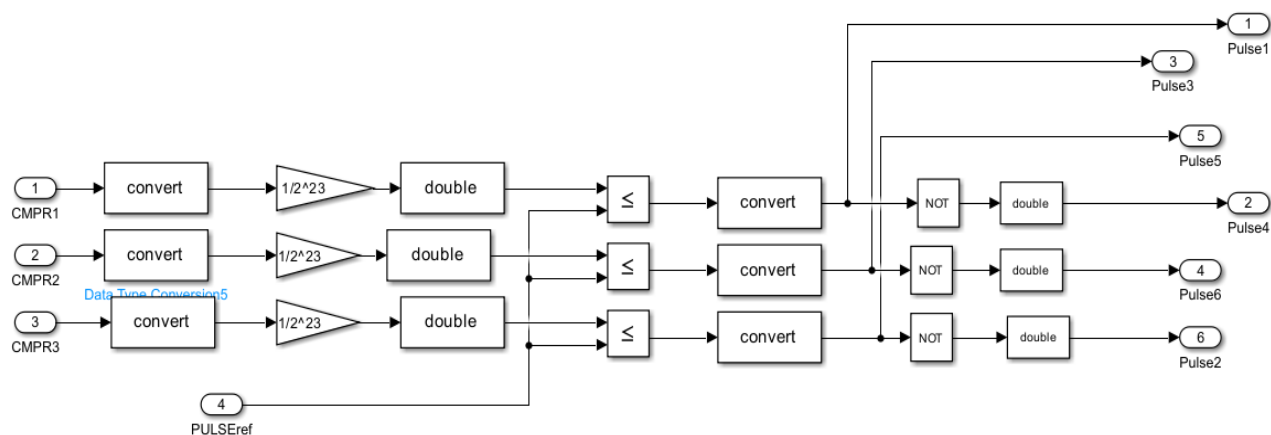 1
Pulse1
3
Pulse3
5
Pulse5
1
CMPR1
convert
1/2^23
double
≤
convert
NOT
double
2
Pulse4
2
CMPR2
convert
1/2^23
double
≤
convert
NOT
double
4
Pulse6
Data Type Conversion5
3
CMPR3
convert
1/2^23
double
≤
convert
NOT
double
6
Pulse2
4
PULSEref